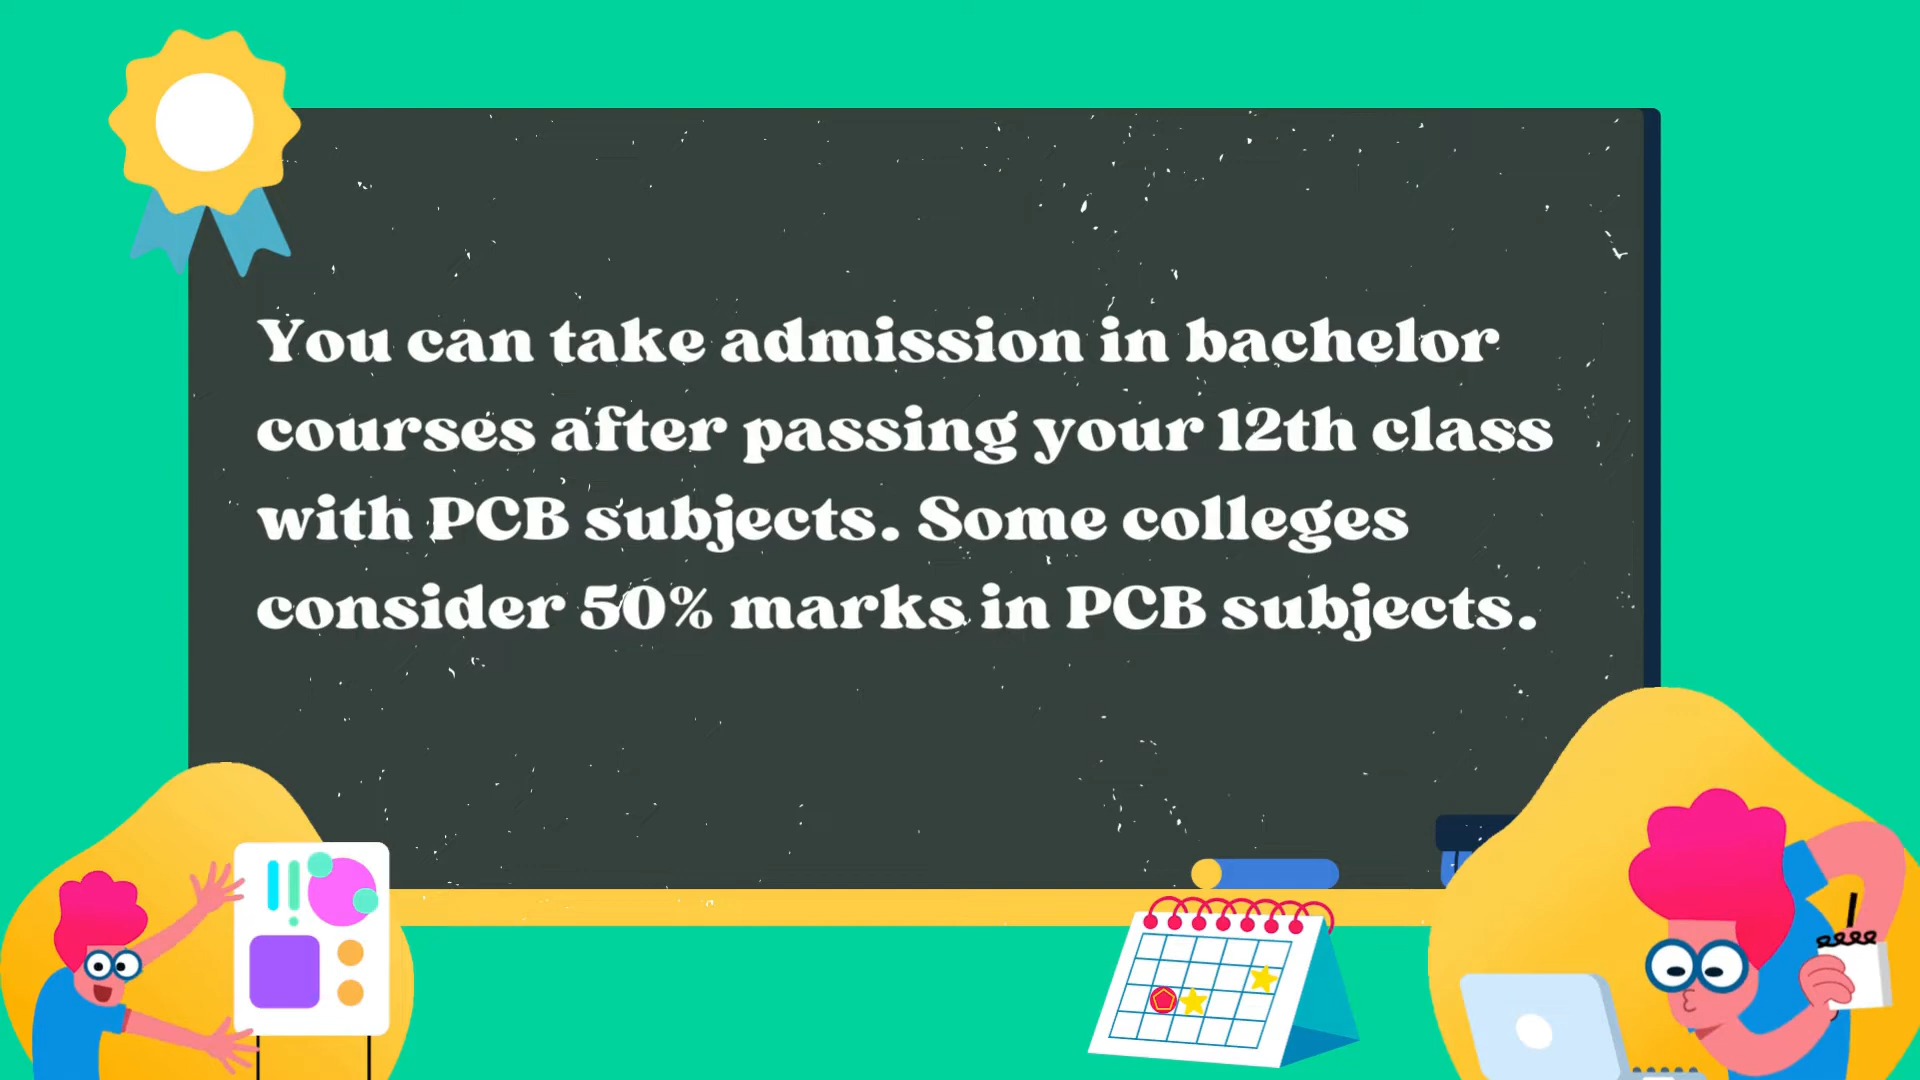 You can take admission in bachelor
courses after passing your 12th class
with PCB subjects. Some colleges
consider 50% marks in PCB subjects.